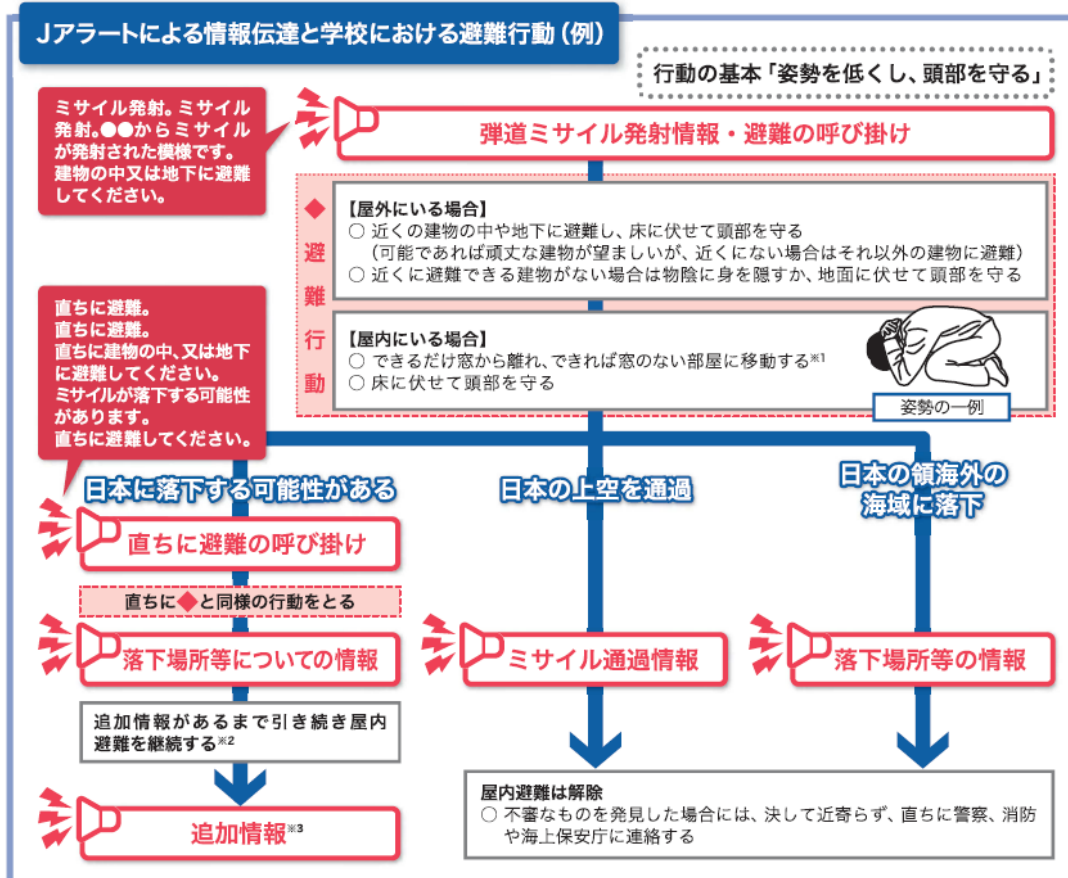 Jアラートによる情報伝達と学校における避難行動(例)
行動の基本「姿勢を低くし、頭部を守る」
ミサイル発射。ミサイル
発射。●●からミサイル
が発射された模様です。
建物の中又は地下に避難
してください。
弾道ミサイル発射情報・避難の呼び掛け
◆避難行動
【屋外にいる場合】
○ 近くの建物の中や地下に避難し、床に伏せて頭部を守る
(可能であれば頑丈な建物が望ましいが、近くにない場合はそれ以外の建物に避難)
○ 近くに避難できる建物がない場合は物陰に身を隠すか、地面に伏せて頭部を守る
【屋内にいる場合】
○ できるだけ窓から離れ、できれば窓のない部屋に移動する※1
○ 床に伏せて頭部を守る
姿勢の一例
直ちに避難。
直ちに避難。
直ちに建物の中、又は地下
に避難してください。
ミサイルが落下する可能性
があります。
直ちに避難してください。
日本に落下する可能性がある
直ちに避難の呼び掛け
直ちに◆と同様の行動をとる
落下場所等についての情報
追加情報があるまで引き続き屋内
避難を継続する※2
追加情報※3
日本の上空を通過
ミサイル通過情報
日本の領海外の
海域に落下
落下場所等の情報
屋内避難は解除
○ 不審なものを発見した場合には、決して近寄らず、直ちに警察、消防
や海上保安庁に連絡する